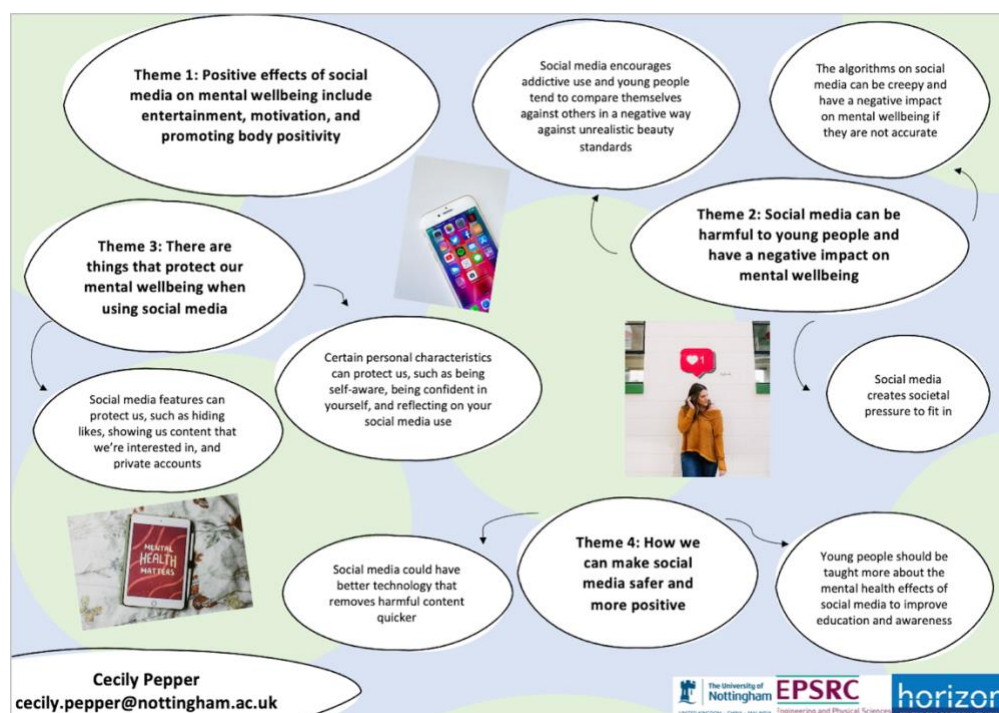 Theme 1: Positive effects of social
media on mental wellbeing include
entertainment, motivation, and
promoting body positivity
Social media encourages
addictive use and young people
tend to compare themselves
against others in a negative way
against unrealistic beauty
standards
The algorithms on social
media can be creepy and
have a negative impact
on mental wellbeing if
they are not accurate
Theme 2: Social media can be
harmful to young people and
have a negative impact on
mental wellbeing
Theme 3: There are
things that protect our
mental wellbeing when
using social media
Certain personal characteristics
can protect us, such as being
self-aware, being confident in
yourself, and reflecting on your
social media use
1
Social media
creates societal
pressure to fit in
Social media features can
protect us, such as hiding
likes, showing us content that
we're interested in, and
private accounts
MENTAL
HEALTH
MATTERS
Social media could have
better technology that
removes harmful content
quicker
Theme 4: How we
can make social
media safer and
more positive
Young people should be
taught more about the
mental health effects of
social media to improve
education and awareness
Cecily Pepper
cecily.pepper@nottingham.ac.uk
The University of
Nottingham
EPSRC
Engineering and Physical Sciences
horizon